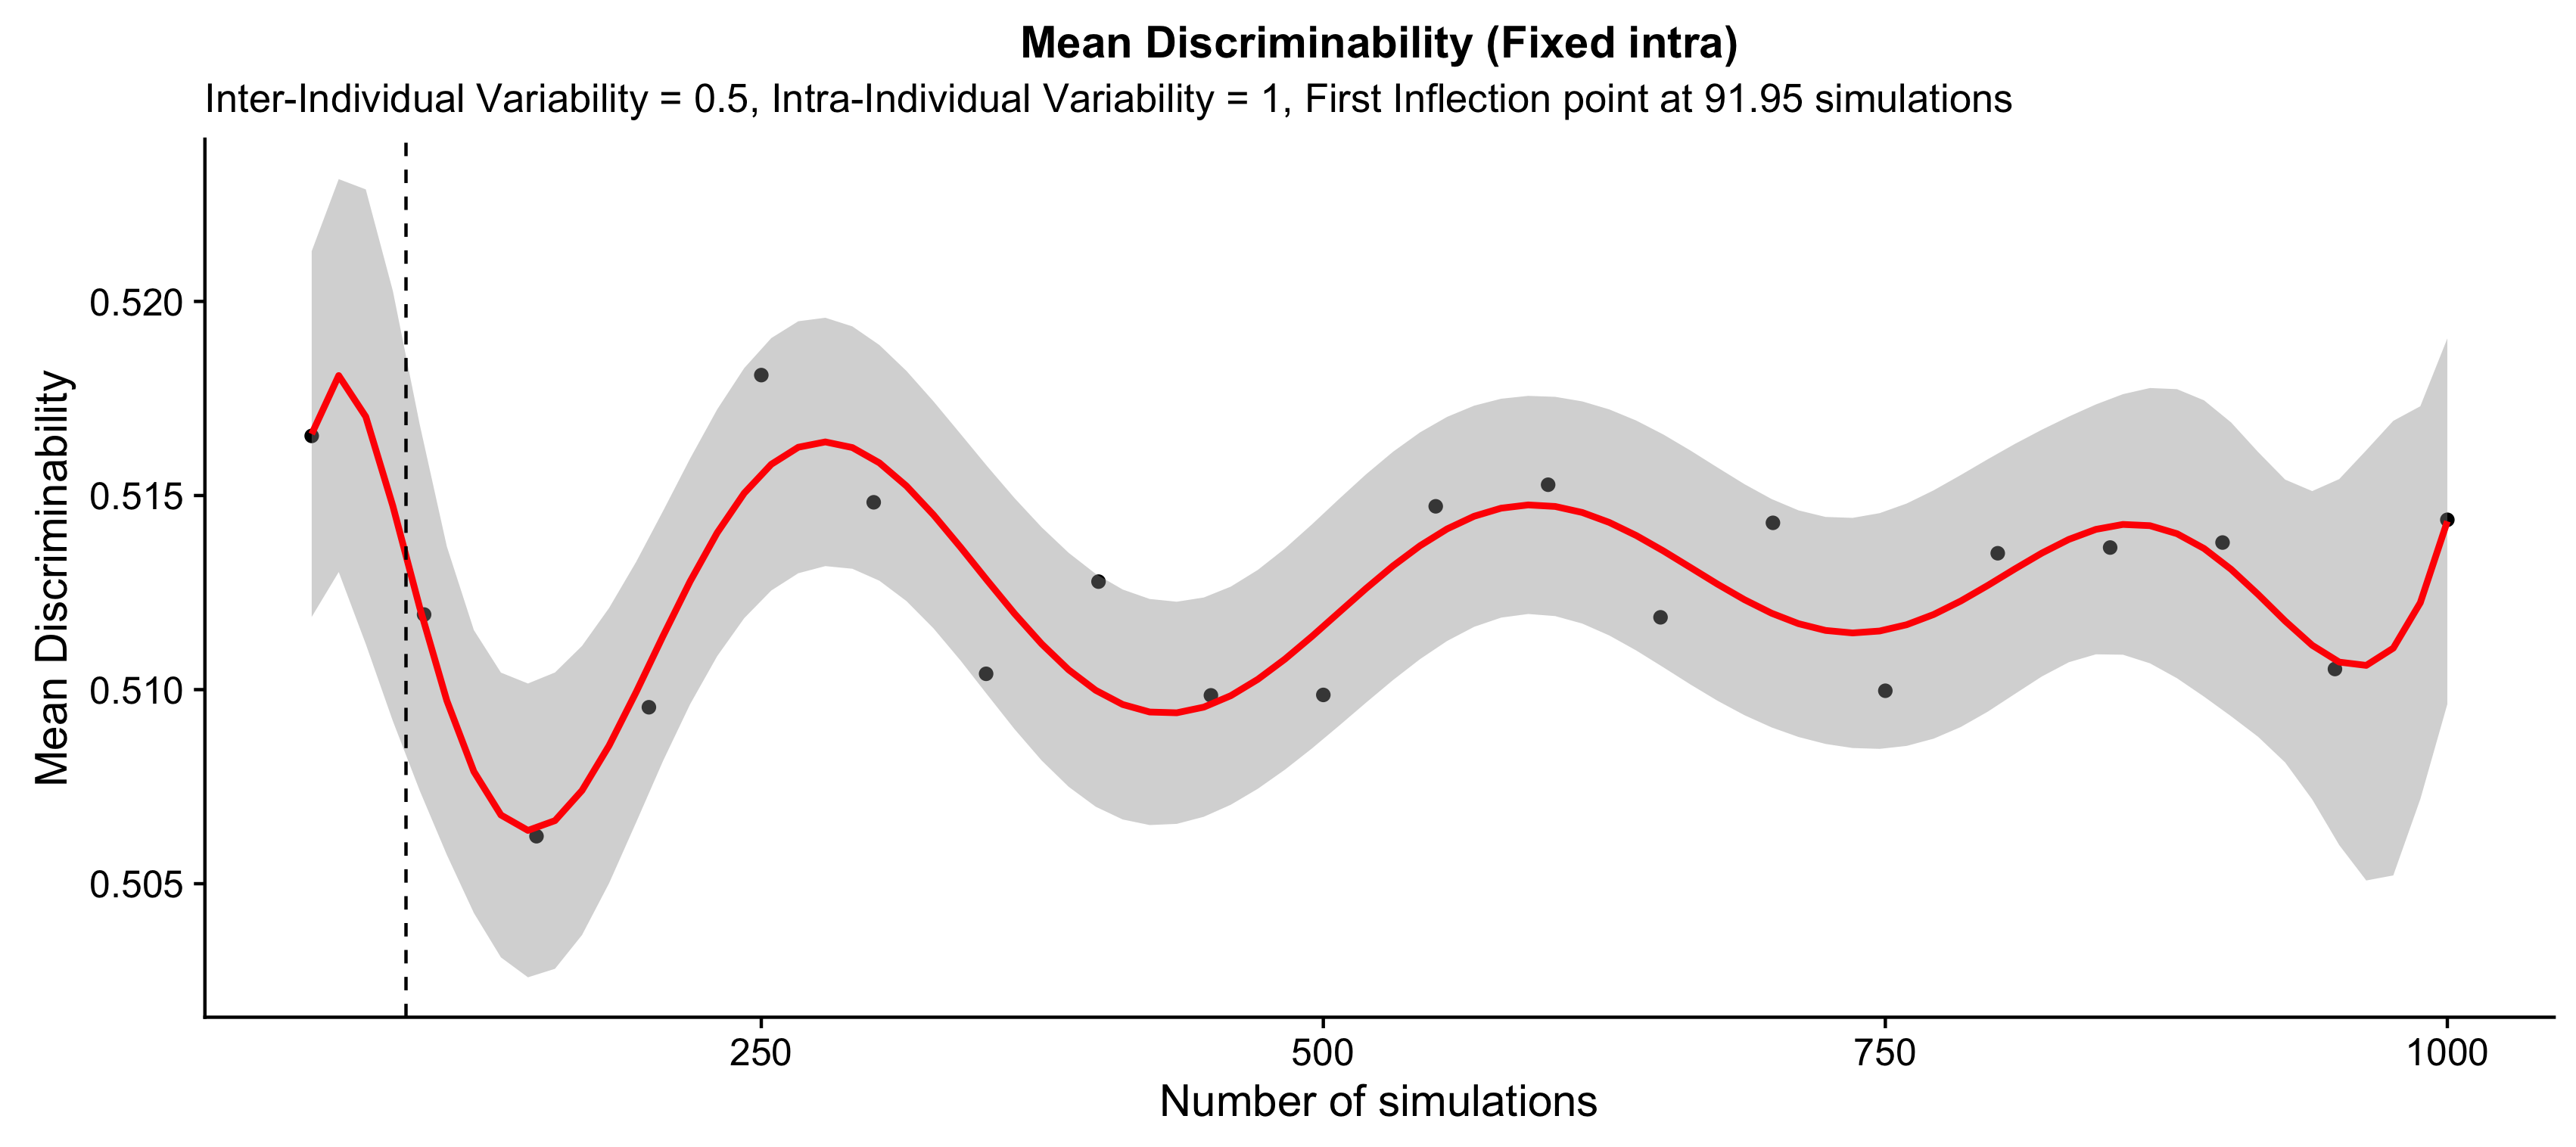 Mean Discriminability (Fixed intra)
Inter-Individual Variability = 0.5, Intra-Individual Variability = 1, First Inflection point at 91.95 simulations
Mean Discriminability
0.520
0.515
0.510
0.505
250
500
750
1000
Number of simulations